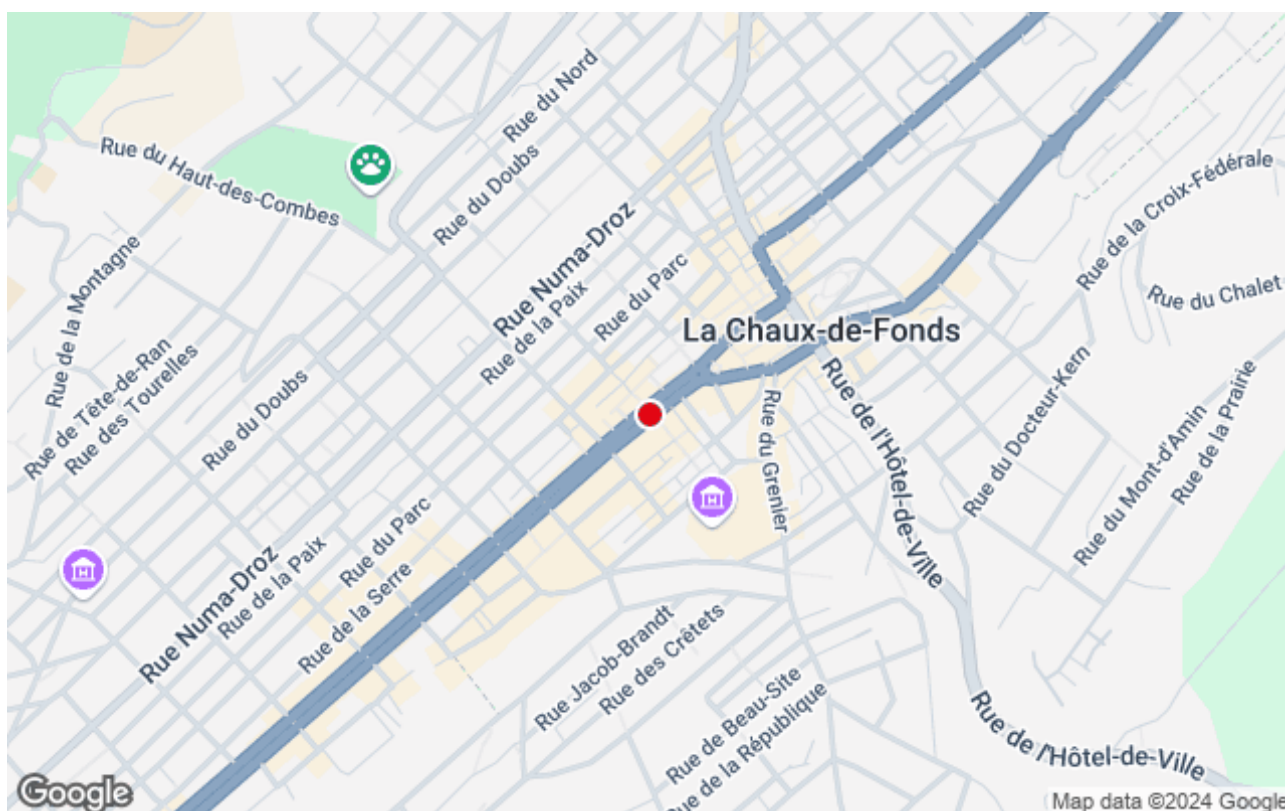 Rue du Nord
Rue du Haut-des-Combes
Rue du Doubs
Rue de la Croix-Fédérale
Rue Numa-Droz
Rue du Parc
Rue de la Montagne
Rue de la Paix
Rue du Chalet
La Chaux-de-Fonds
Rue de Tête-de-Ran
Rue des Tourelles
Rue du Doubs
Rue du Grenier
Rue de l'Hôtel-de-Ville
Rue du Docteur-Kern
Rue du Mont-d'Amin
Rue de la Prairie
Rue du Parc
Rue de la Paix
Rue Numa-Droz
Rue de la Serre
Rue Jacob-Brandt
Rue des Crêtets
Rue de Beau-Site
Rue de la République
Rue de l'Hôtel-de-Ville
Google
Map data ©2024 Google